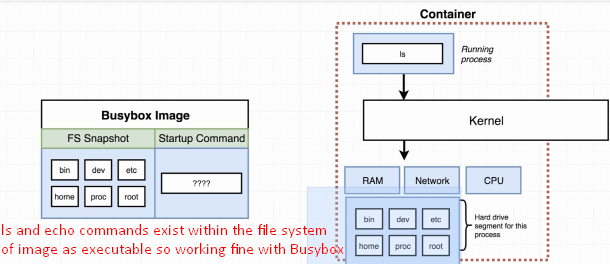 Container
ls
Running
process
Busybox Image
FS Snapshot Startup Command
Kernel
bin dev etc
????
home proc root
RAM Network CPU
bin dev etc
home proc root
Hard drive
segment for this
process
ls and echo commands exist within the file system
of image as executable so working fine with Busybox